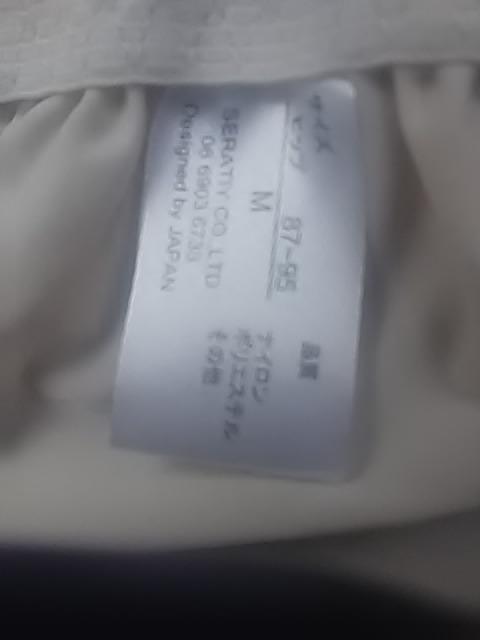 サイズ
ヒップ 87-95
M
SERATIY CO.,LTD
06 6903 6733
Designed by JAPAN
品質
ナイロン
ポリエステル
その他